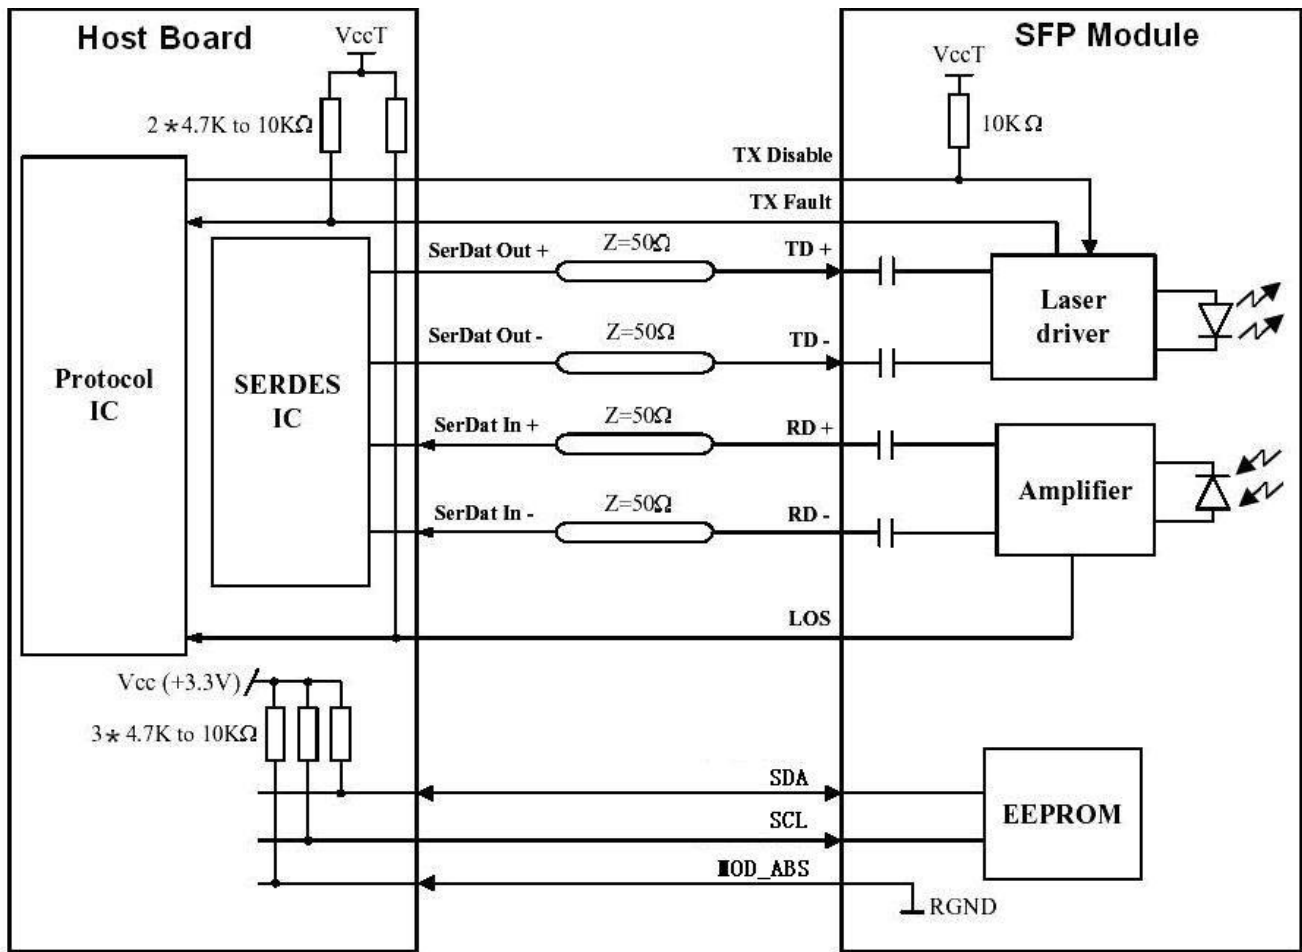 Host Board
SFP Module
VccT
VccT
2*4.7K to 10KΩ
10KΩ
TX Disable
TX Fault
SerDat Out +
Z=50Ω
TD +
Laser
driver
SerDat Out -
Z=50Ω
TD -
Protocol
IC
SERDES
IC
SerDat In +
Z=50Ω
RD +
Amplifier
SerDat In -
Z=50Ω
RD -
LOS
Vcc (+3.3V)
3* 4.7K to 10KΩ
SDA
SCL
EEPROM
MOD_ABS
RGND